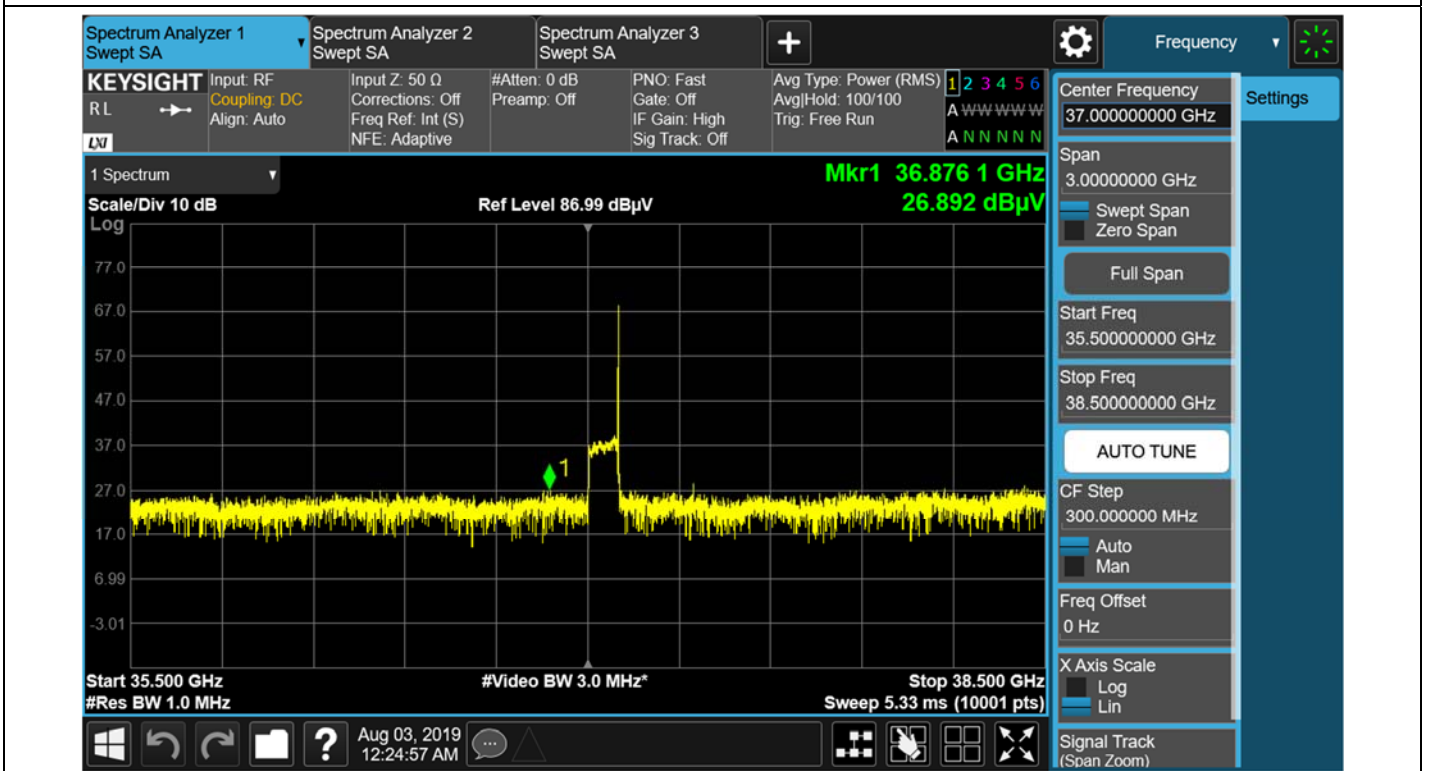 Spectrum Analyzer 1
Swept SA
Spectrum Analyzer 2
Swept SA
Spectrum Analyzer 3
Swept SA
+
Frequency
KEYSIGHT
R L
LXI
Input: RF
Coupling: DC
Align: Auto
Input Z: 50 Ω
Corrections: Off
Freq Ref: Int (S)
NFE: Adaptive
#Atten: 0 dB
Preamp: Off
PNO: Fast
Gate: Off
IF Gain: High
Sig Track: Off
Avg Type: Power (RMS)
Avg|Hold: 100/100
Trig: Free Run
1 2 3 4 5 6
A W W W W W
A N N N N N
1 Spectrum
Scale/Div 10 dB
Log
Ref Level 86.99 dBµV
Mkr1 36.876 1 GHz
26.892 dBµV
77.0
67.0
57.0
47.0
37.0
27.0
17.0
6.99
-3.01
1
Start 35.500 GHz
#Res BW 1.0 MHz
#Video BW 3.0 MHz*
Stop 38.500 GHz
Sweep 5.33 ms (10001 pts)
?
Aug 03, 2019
12:24:57 AM
Center Frequency
37.000000000 GHz
Settings
Span
3.00000000 GHz
Swept Span
Zero Span
Full Span
Start Freq
35.500000000 GHz
Stop Freq
38.500000000 GHz
AUTO TUNE
CF Step
300.000000 MHz
Auto
Man
Freq Offset
0 Hz
X Axis Scale
Log
Lin
Signal Track
(Span Zoom)